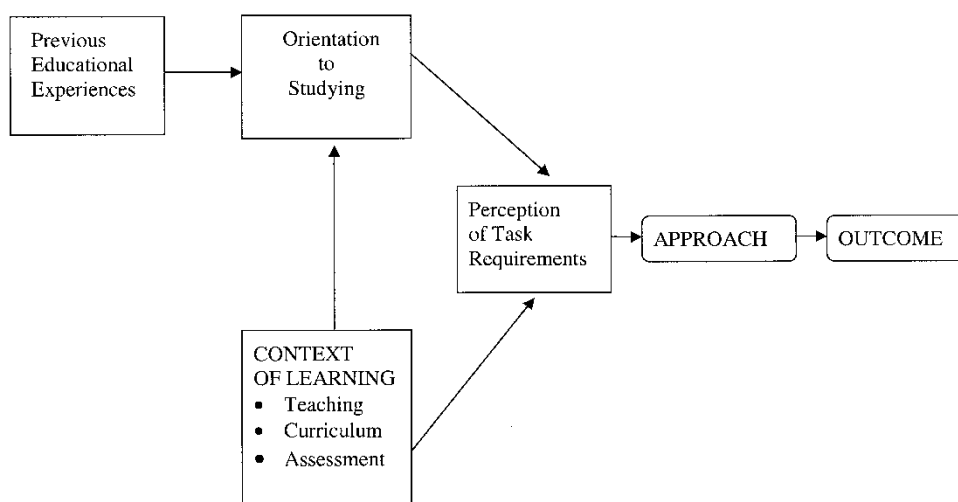 Previous
Educational
Experiences
Orientation
to
Studying
Perception
of Task
Requirements
APPROACH
OUTCOME
CONTEXT
OF LEARNING
• Teaching
• Curriculum
• Assessment